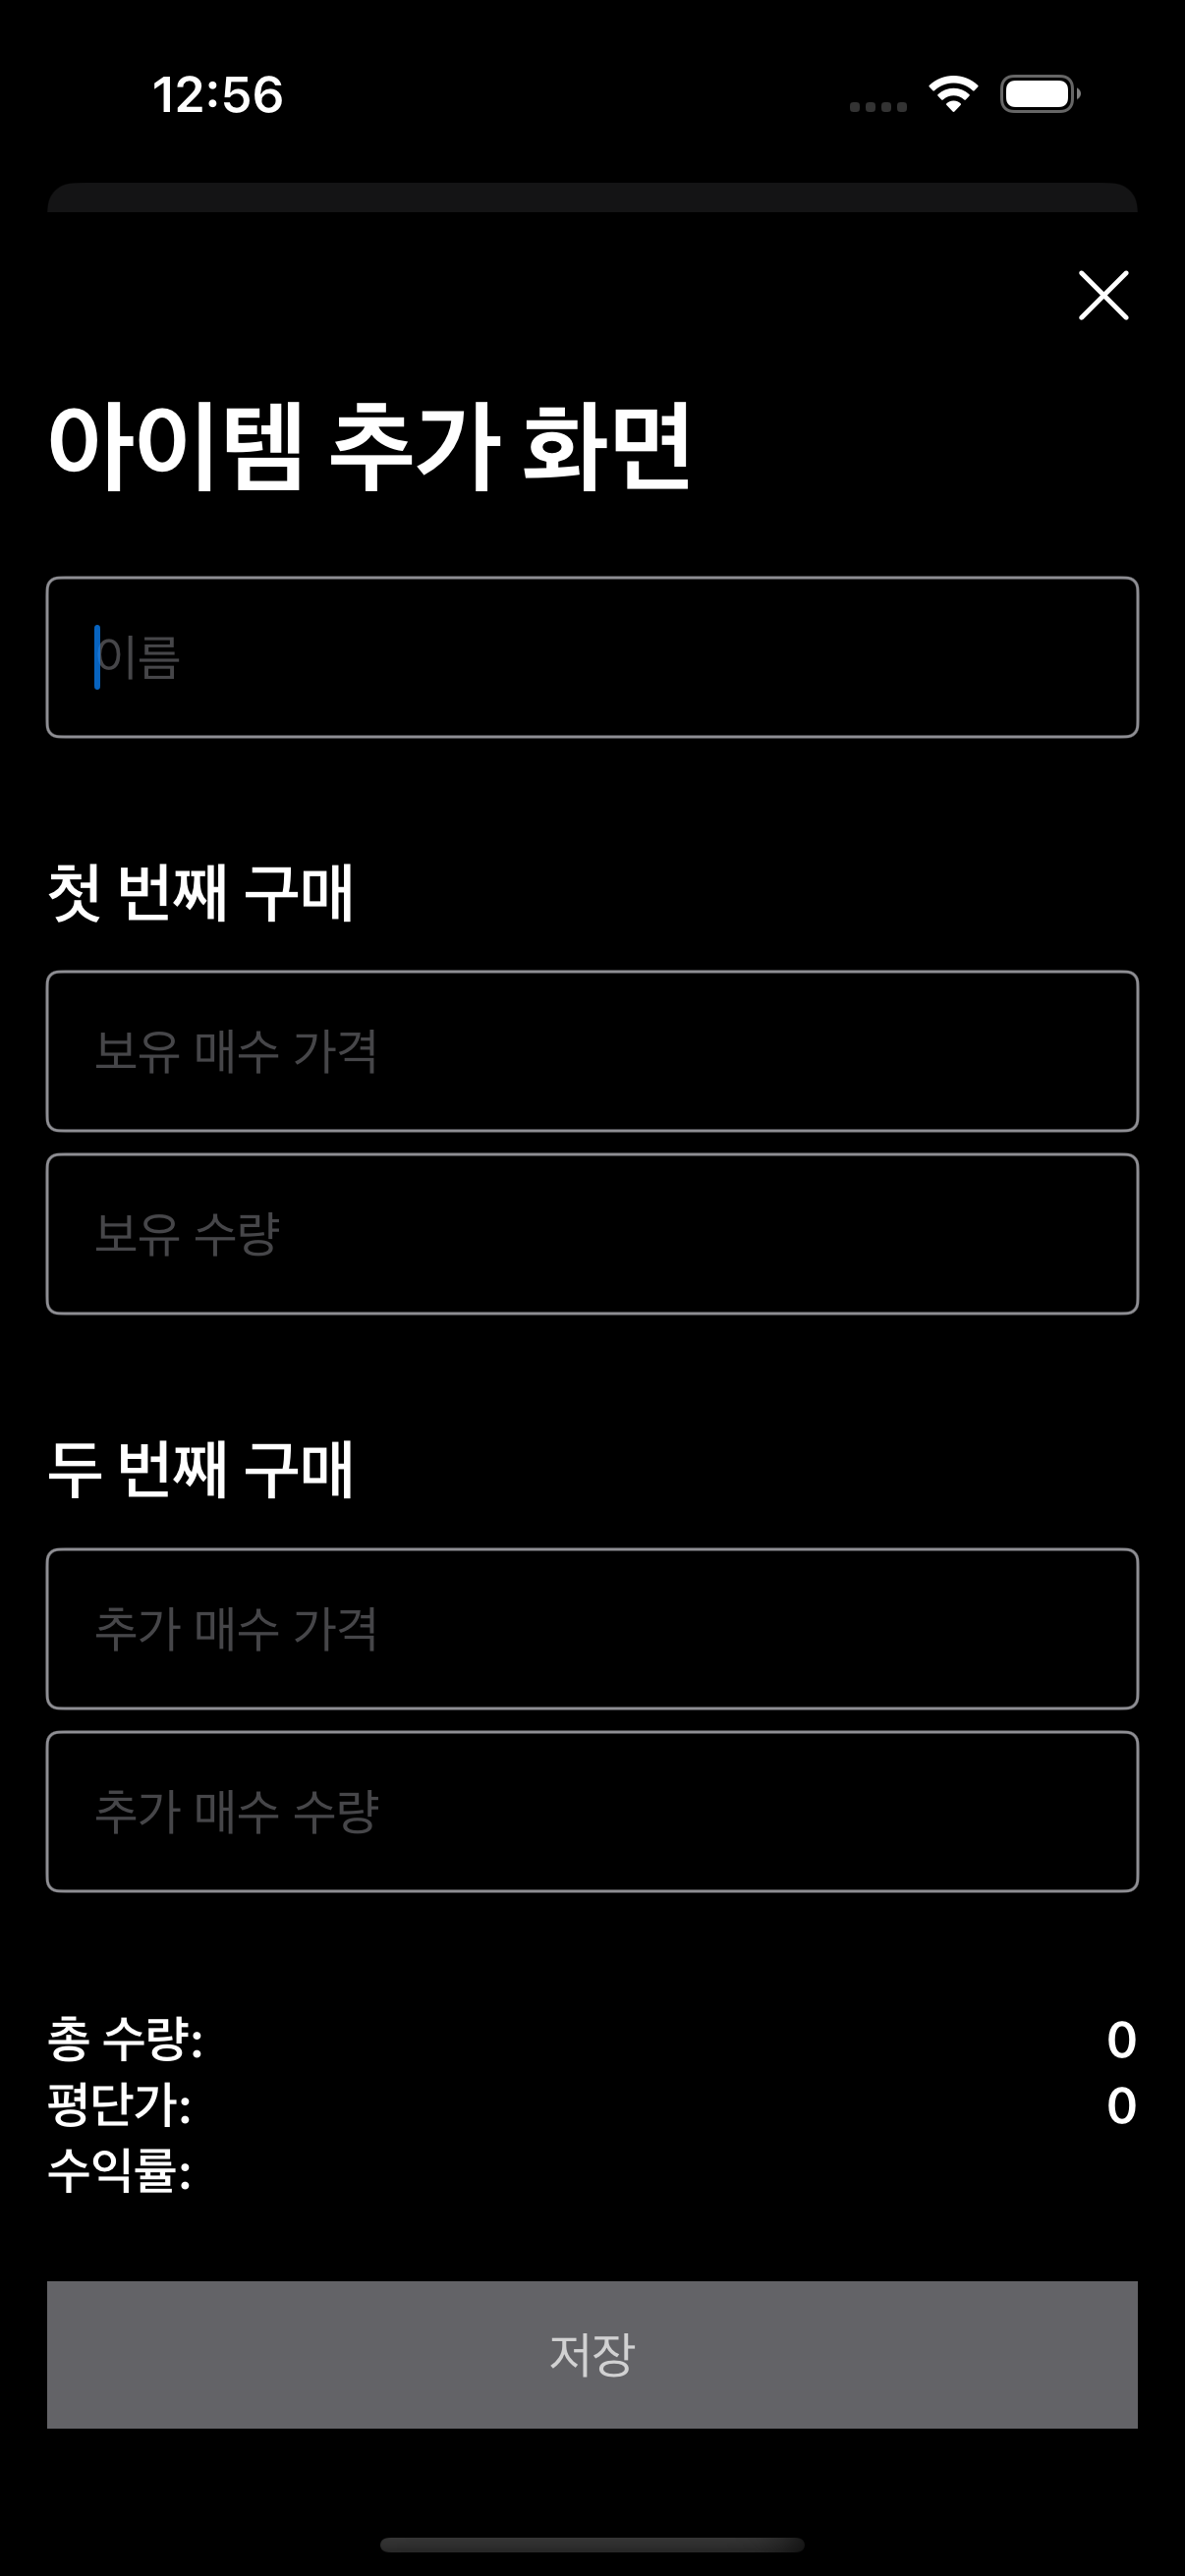 12:56
아이템 추가 화면
이름
첫 번째 구매
보유 매수 가격
보유 수량
두 번째 구매
추가 매수 가격
추가 매수 수량
총 수량: 0
평단가: 0
수익률:
저장